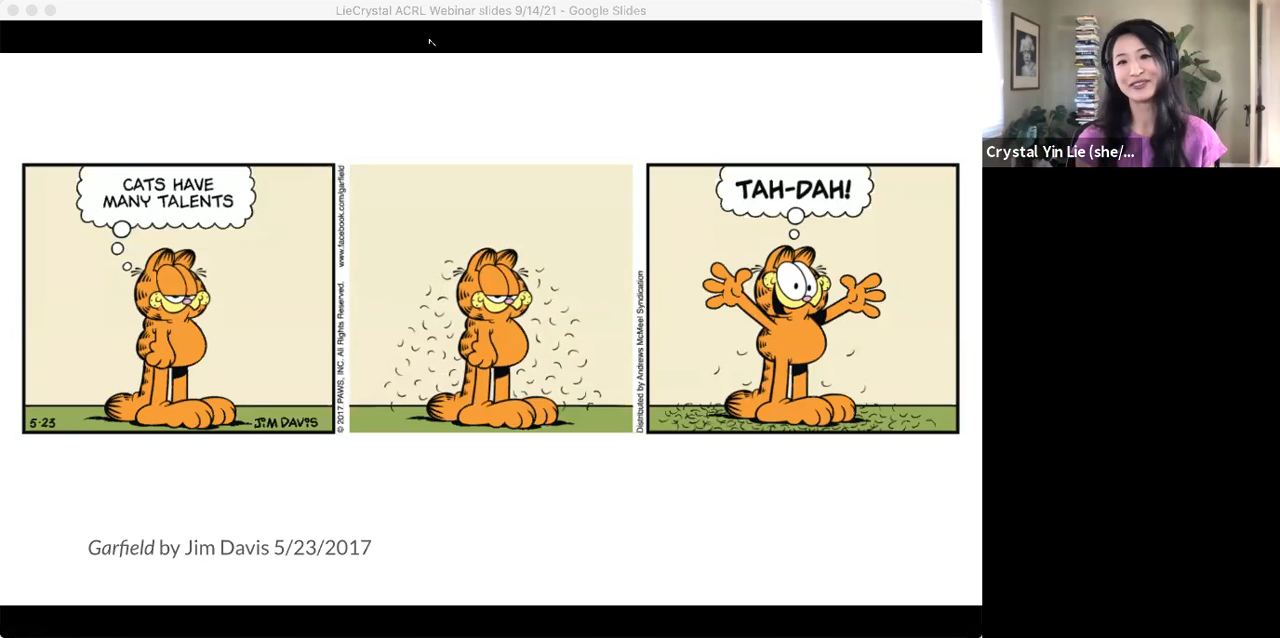 LieCrystal ACRL Webinar slides 9/14/21 - Google Slides
Crystal Yin Lie (she/...
CATS HAVE
MANY TALENTS
5-23
JIM DAVIS
© 2017 PAWS, INC. All Rights Reserved. www.facebook.com/garfield
Distributed by Andrews McMeel Syndication
TAH-DAH!
Garfield by Jim Davis 5/23/2017